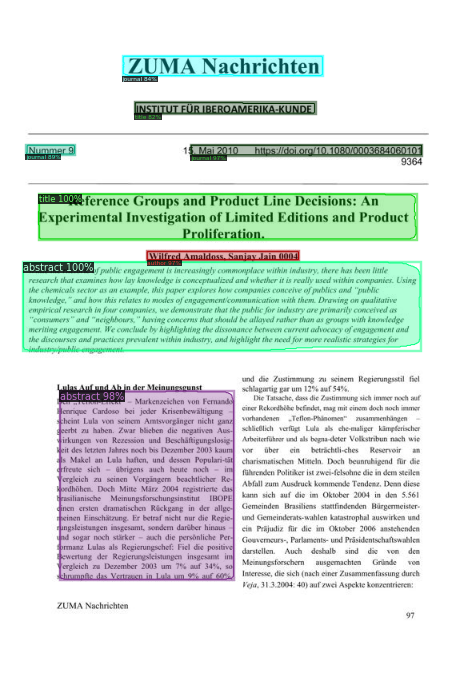 ZUMA Nachrichten
journal 84%
INSTITUT FÜR IBEROAMERIKA-KUNDE
title 82%
Nummer 9
journal 89%
15. Mai 2010 https://doi.org/10.1080/0003684060101
journal 97%
9364
title 100%
ference Groups and Product Line Decisions: An
Experimental Investigation of Limited Editions and Product
Proliferation.
Wilfred Amaldoss, Sanjay Jain 0004
abstract 100%
of public engagement is increasingly commonplace within industry, there has been little
research that examines how lay knowledge is conceptualized and whether it is really used within companies. Using
the chemicals sector as an example, this paper explores how companies conceive of publics and "public
knowledge," and how this relates to modes of engagement/communication with them. Drawing on qualitative
empirical research in four companies, we demonstrate that the public for industry are primarily conceived as
"consumers" and "neighbours," having concerns that should be allayed rather than as groups with knowledge
meriting engagement. We conclude by highlighting the dissonance between current advocacy of engagement and
the discourses and practices prevalent within industry, and highlight the need for more realistic strategies for
industry/public engagement.
Lulas Auf und Ab in der Meinungsgunst
abstract 98%
– Markenzeichen von Fernando
Henrique Cardoso bei jeder Krisenbewältigung –
scheint Lula von seinem Amtsvorgänger nicht ganz
geerbt zu haben. Zwar blieben die negativen Aus-
wirkungen von Rezession und Beschäftigungslosig-
keit des letzten Jahres noch bis Dezember 2003 kaum
als Makel an Lula haften, und dessen Populari-tät
erfreute sich – übrigens auch heute noch – im
Vergleich zu seinen Vorgängern beachtlicher Re-
kordhöhen. Doch Mitte März 2004 registrierte das
brasilianische Meinungsforschungsinstitut IBOPE
einen ersten dramatischen Rückgang in der allge-
meinen Einschätzung. Er betraf nicht nur die Regie-
rungsleistungen insgesamt, sondern darüber hinaus –
und sogar noch stärker – auch die persönliche Per-
formanz Lulas als Regierungschef: Fiel die positive
Bewertung der Regierungsleistungen insgesamt im
Vergleich zu Dezember 2003 um 7% auf 34%, so
schrumpfte das Vertrauen in Lula um 9% auf 60%,
und die Zustimmung zu seinem Regierungsstil fiel
schlagartig gar um 12% auf 54%.
Die Tatsache, dass die Zustimmung sich immer noch auf
einer Rekordhöhe befindet, mag mit einem doch noch immer
vorhandenen „Teflon-Phänomen" zusammenhängen –
schließlich verfügt Lula als ehe-maliger kämpferischer
Arbeiterführer und als begna-deter Volkstribun nach wie
vor über ein beträchtli-ches Reservoir an
charismatischen Mitteln. Doch beunruhigend für die
führenden Politiker ist zwei-felsohne die in dem steilen
Abfall zum Ausdruck kommende Tendenz. Denn diese
kann sich auf die im Oktober 2004 in den 5.561
Gemeinden Brasiliens stattfindenden Bürgermeister-
und Gemeinderats-wahlen katastrophal auswirken und
ein Präjudiz für die im Oktober 2006 anstehenden
Gouverneurs-, Parlaments- und Präsidentschaftswahlen
darstellen. Auch deshalb sind die von den
Meinungsforschern ausgemachten Gründe von
Interesse, die sich (nach einer Zusammenfassung durch
Veja, 31.3.2004: 40) auf zwei Aspekte konzentrieren:
ZUMA Nachrichten
97